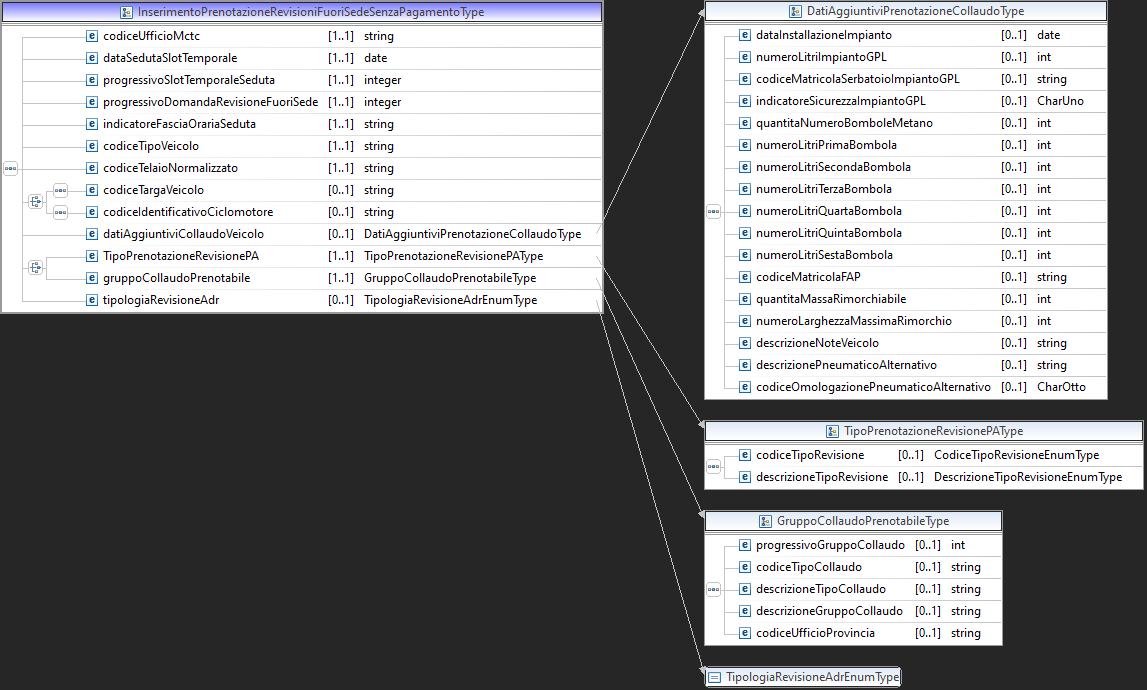 InserimentoPrenotazioneRevisioniFuoriSedeSenzaPagamentoType
e codiceUfficioMctc [1..1] string
e dataSedutaSlotTemporale [1..1] date
e progressivoSlotTemporaleSeduta [1..1] integer
e progressivoDomandaRevisioneFuoriSede [1..1] integer
e indicatoreFasciaOrariaSeduta [1..1] string
e codiceTipoVeicolo [1..1] string
e codiceTelaioNormalizzato [1..1] string
e codiceTargaVeicolo [0..1] string
e codiceIdentificativoCiclomotore [0..1] string
e datiAggiuntiviCollaudoVeicolo [0..1] DatiAggiuntiviPrenotazioneCollaudoType
e TipoPrenotazioneRevisionePA [1..1] TipoPrenotazioneRevisionePAType
e gruppoCollaudoPrenotabile [1..1] GruppoCollaudoPrenotabileType
e tipologiaRevisioneAdr [0..1] TipologiaRevisioneAdrEnumType
DatiAggiuntiviPrenotazioneCollaudoType
e dataInstallazioneImpianto [0..1] date
e numeroLitriImpiantoGPL [0..1] int
e codiceMatricolaSerbatoioImpiantoGPL [0..1] string
e indicatoreSicurezzaImpiantoGPL [0..1] CharUno
e quantitaNumeroBomboleMetano [0..1] int
e numeroLitriPrimaBombola [0..1] int
e numeroLitriSecondaBombola [0..1] int
e numeroLitriTerzaBombola [0..1] int
e numeroLitriQuartaBombola [0..1] int
e numeroLitriQuintaBombola [0..1] int
e numeroLitriSestaBombola [0..1] int
e codiceMatricolaFAP [0..1] string
e quantitaMassaRimorchiabile [0..1] int
e numeroLarghezzaMassimaRimorchio [0..1] int
e descrizioneNoteVeicolo [0..1] string
e descrizionePneumaticoAlternativo [0..1] string
e codiceOmologazionePneumaticoAlternativo [0..1] CharOtto
TipoPrenotazioneRevisionePAType
e codiceTipoRevisione [0..1] CodiceTipoRevisioneEnumType
e descrizioneTipoRevisione [0..1] DescrizioneTipoRevisioneEnumType
GruppoCollaudoPrenotabileType
e progressivoGruppoCollaudo [0..1] int
e codiceTipoCollaudo [0..1] string
e descrizioneTipoCollaudo [0..1] string
e descrizioneGruppoCollaudo [0..1] string
e codiceUfficioProvincia [0..1] string
TipologiaRevisioneAdrEnumType